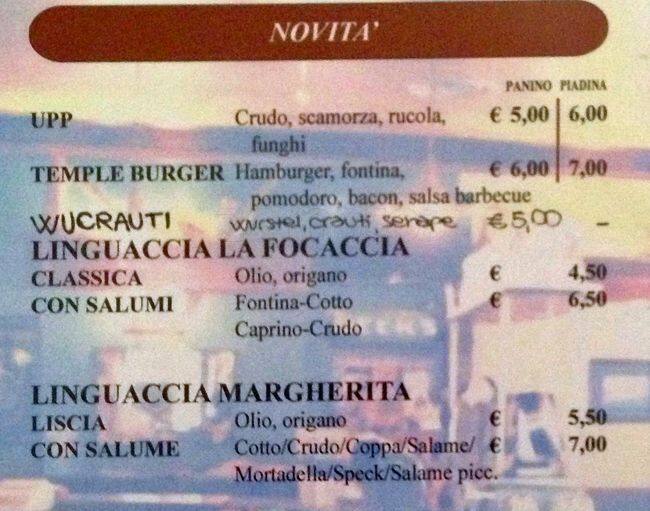 NOVITA'
PANINO PIADINA
UPP Crudo, scamorza, rucola, € 5,00 6,00
funghi
TEMPLE BURGER Hamburger, fontina, € 6,00 7,00
pomodoro, bacon, salsa barbecue
WUCRAUTI wurstel, crauti, senape €5,00 -
LINGUACCIA LA FOCACCIA
CLASSICA Olio, origano € 4,50
CON SALUMI Fontina-Cotto € 6,50
Caprino-Crudo
LINGUACCIA MARGHERITA
LISCIA Olio, origano € 5,50
CON SALUME Cotto/Crudo/Coppa/Salame/ € 7,00
Mortadella/Speck/Salame picc.